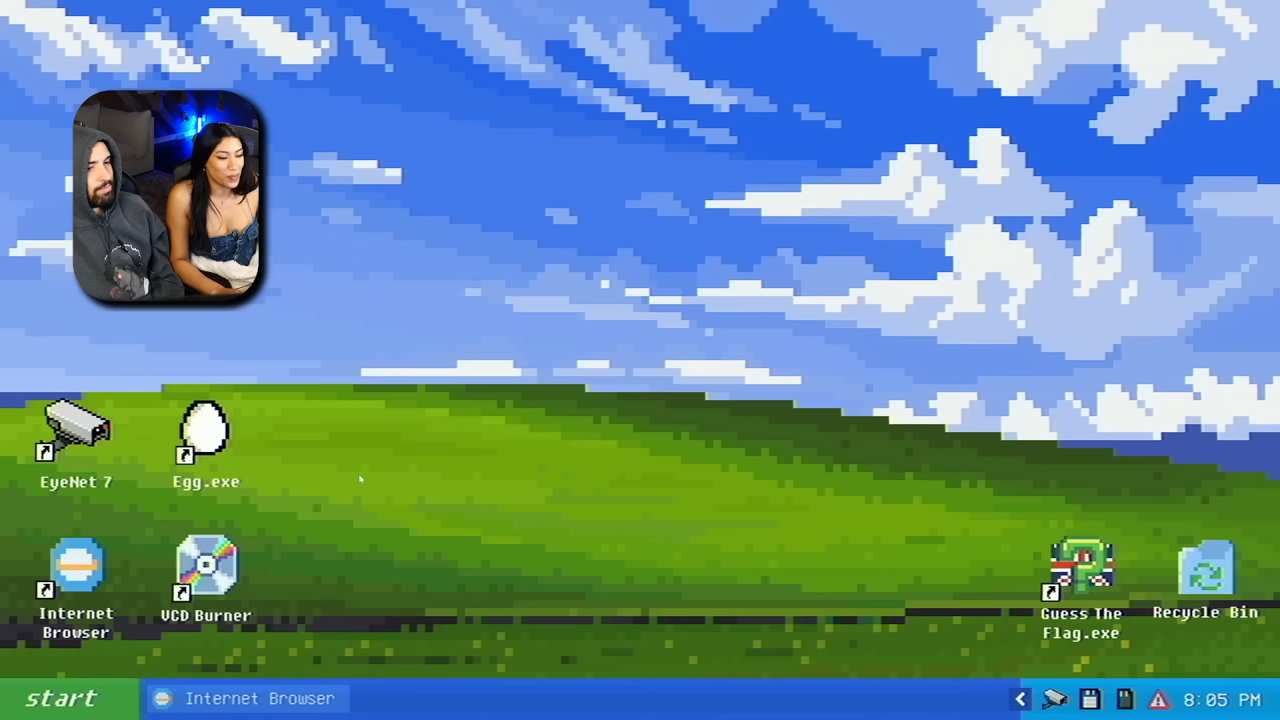 EyeNet 7
Egg.exe
Internet
Browser
VCD Burner
Guess The
Flag.exe
Recycle Bin
start
Internet Browser
8:05 PM